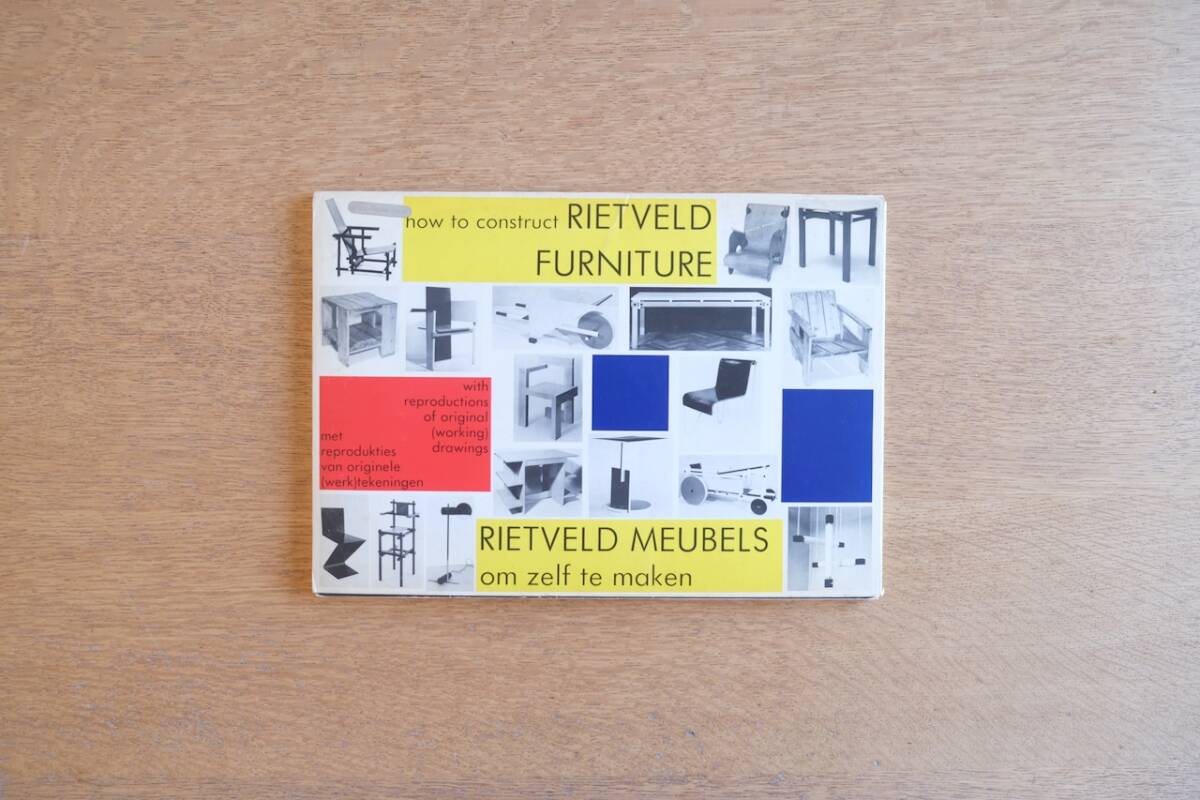 how to construct RIETVELD
FURNITURE
with
reproductions
of original
(working)
drawings
met
reprodukties
van originele
(werk)tekeningen
RIETVELD MEUBELS
om zelf te maken